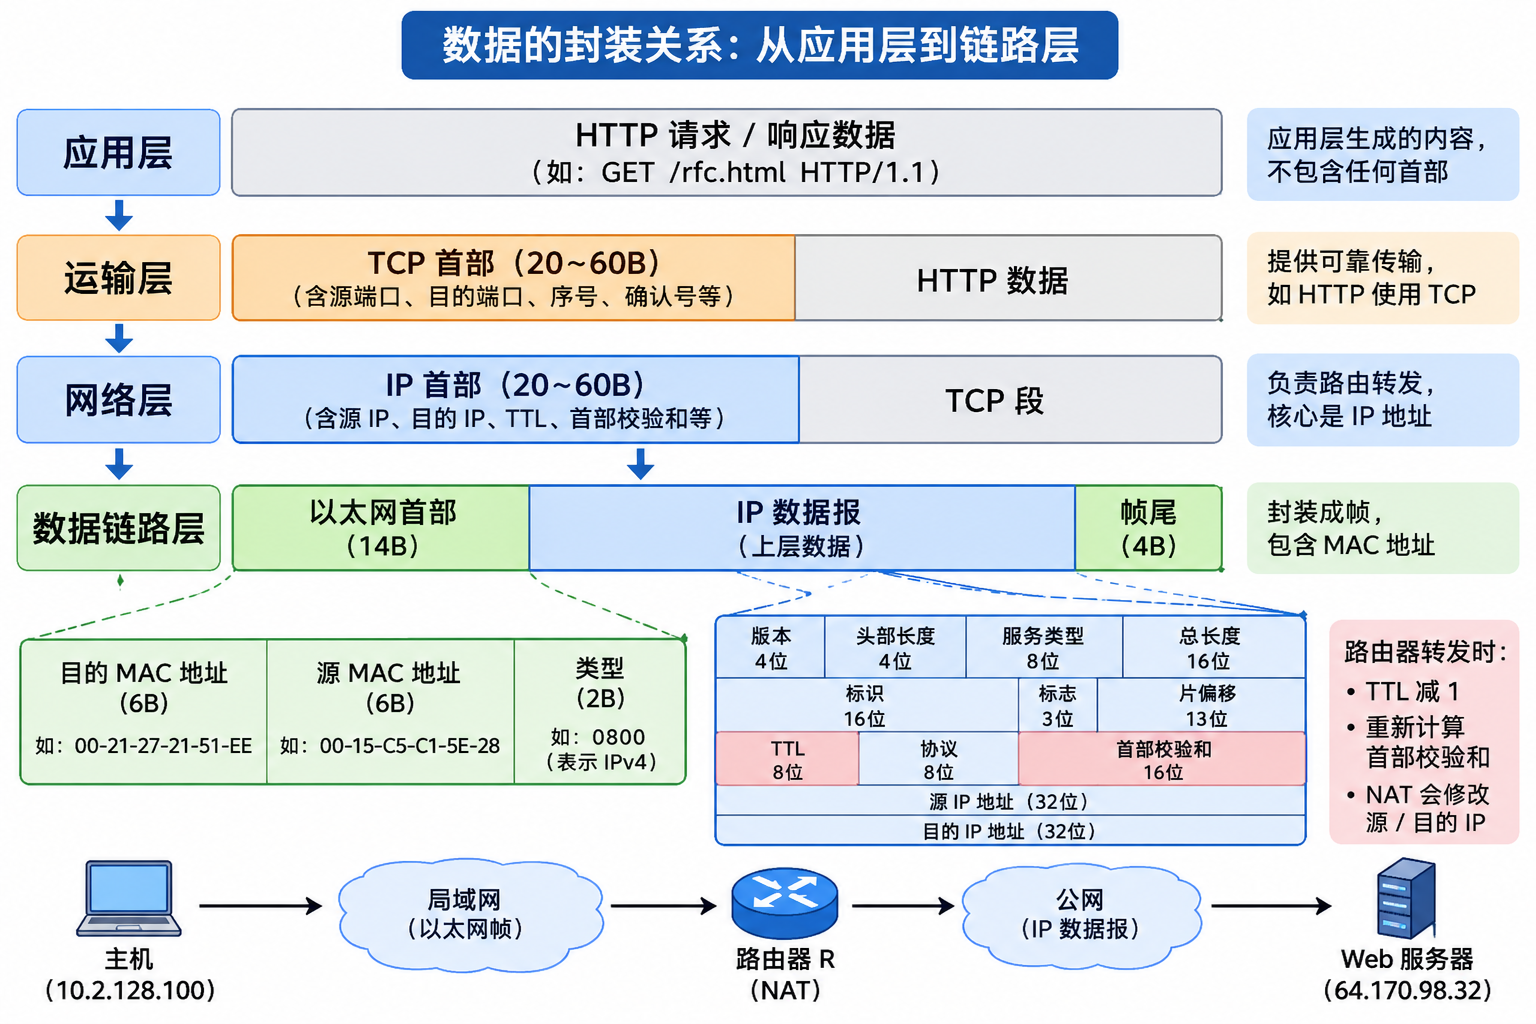 数据的封装关系：从应用层到链路层
应用层
HTTP 请求 / 响应数据
（如：GET /rfc.html HTTP/1.1）
应用层生成的内容，
不包含任何首部
运输层
TCP 首部（20~60B）
（含源端口、目的端口、序号、确认号等）
HTTP 数据
提供可靠传输，
如 HTTP 使用 TCP
网络层
IP 首部（20~60B）
（含源 IP、目的 IP、TTL、首部校验和等）
TCP 段
负责路由转发，
核心是 IP 地址
数据链路层
以太网首部
（14B）
IP 数据报
（上层数据）
帧尾
（4B）
封装成帧，
包含 MAC 地址
目的 MAC 地址
（6B）
如：00-21-27-21-51-EE
源 MAC 地址
（6B）
如：00-15-C5-C1-5E-28
类型
（2B）
如：0800
（表示 IPv4）
版本
4位
头部长度
4位
服务类型
8位
总长度
16位
标识
16位
标志
3位
片偏移
13位
TTL
8位
协议
8位
首部校验和
16位
源 IP 地址（32位）
目的 IP 地址（32位）
路由器转发时：
• TTL 减 1
• 重新计算
首部校验和
• NAT 会修改
源 / 目的 IP
主机
（10.2.128.100）
局域网
（以太网帧）
路由器 R
（NAT）
公网
（IP 数据报）
Web 服务器
（64.170.98.32）